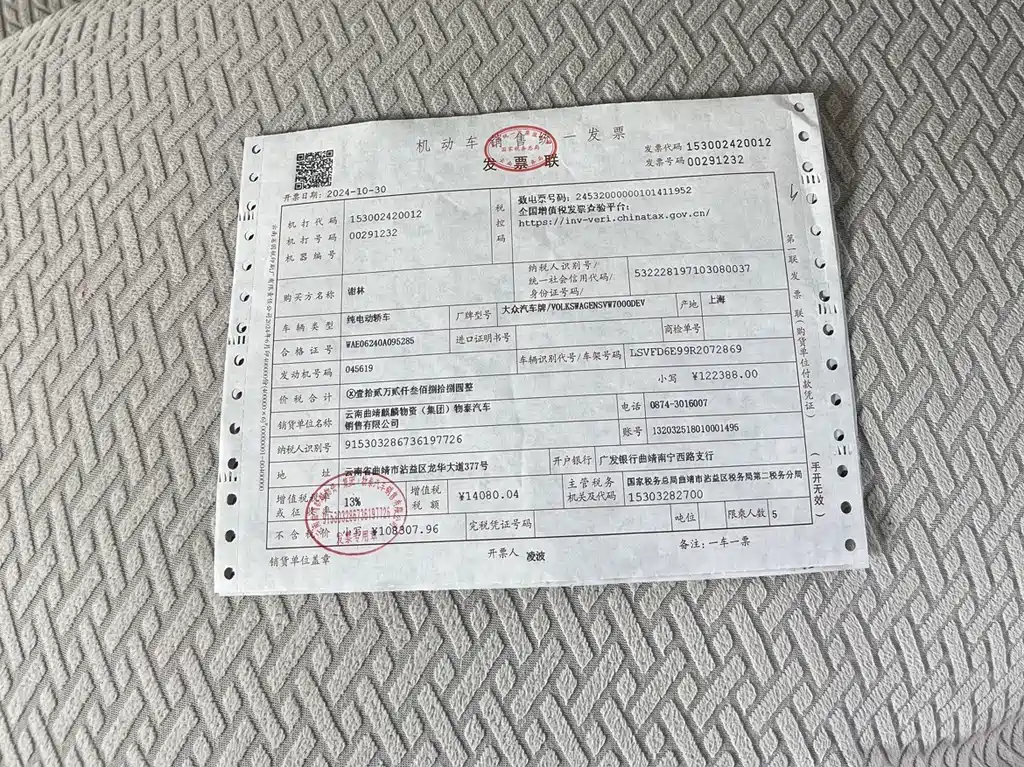 机动车销售统一发票
发票联
发票代码 153002420012
发票号码 00291232
开票日期: 2024-10-30
机打代码 153002420012
机打号码 00291232
机器编号
税控码
数电票号码: 24532000000101411952
全国增值税发票查验平台:
https://inv-veri.chinatax.gov.cn/
购买方名称 谢林
纳税人识别号/
统一社会信用代码/
身份证号码/
532228197103080037
车辆类型 纯电动轿车 厂牌型号 大众汽车牌/VOLKSWAGENSVW7000DEV 产地 上海
合格证号 WAE06240A095285 进口证明书号 商检单号
发动机号码 045619 车辆识别代号/车架号码 LSVFD6E99R2072869
价税合计 ⓧ壹拾贰万贰仟叁佰捌拾捌圆整 小写 ¥122388.00
销货单位名称 云南曲靖麒麟物资(集团)物泰汽车
销售有限公司
电话 0874-3016007
纳税人识别号 915303286736197726 账号 132032518010001495
地址 云南省曲靖市沾益区龙华大道377号 开户银行 广发银行曲靖南宁西路支行
增值税税率
或征收率
13%
增值税
税额
¥14080.04
主管税务
机关及代码
国家税务总局曲靖市沾益区税务局第二税务分局
15303282700
不含税价 小写 ¥108307.96 完税凭证号码 吨位 限乘人数 5
销货单位盖章 开票人 凌波 备注: 一车一票
第一联 发票联(购货单位付款凭证)
(手开无效)
国家税务总局
915303286736197726
发票专用章